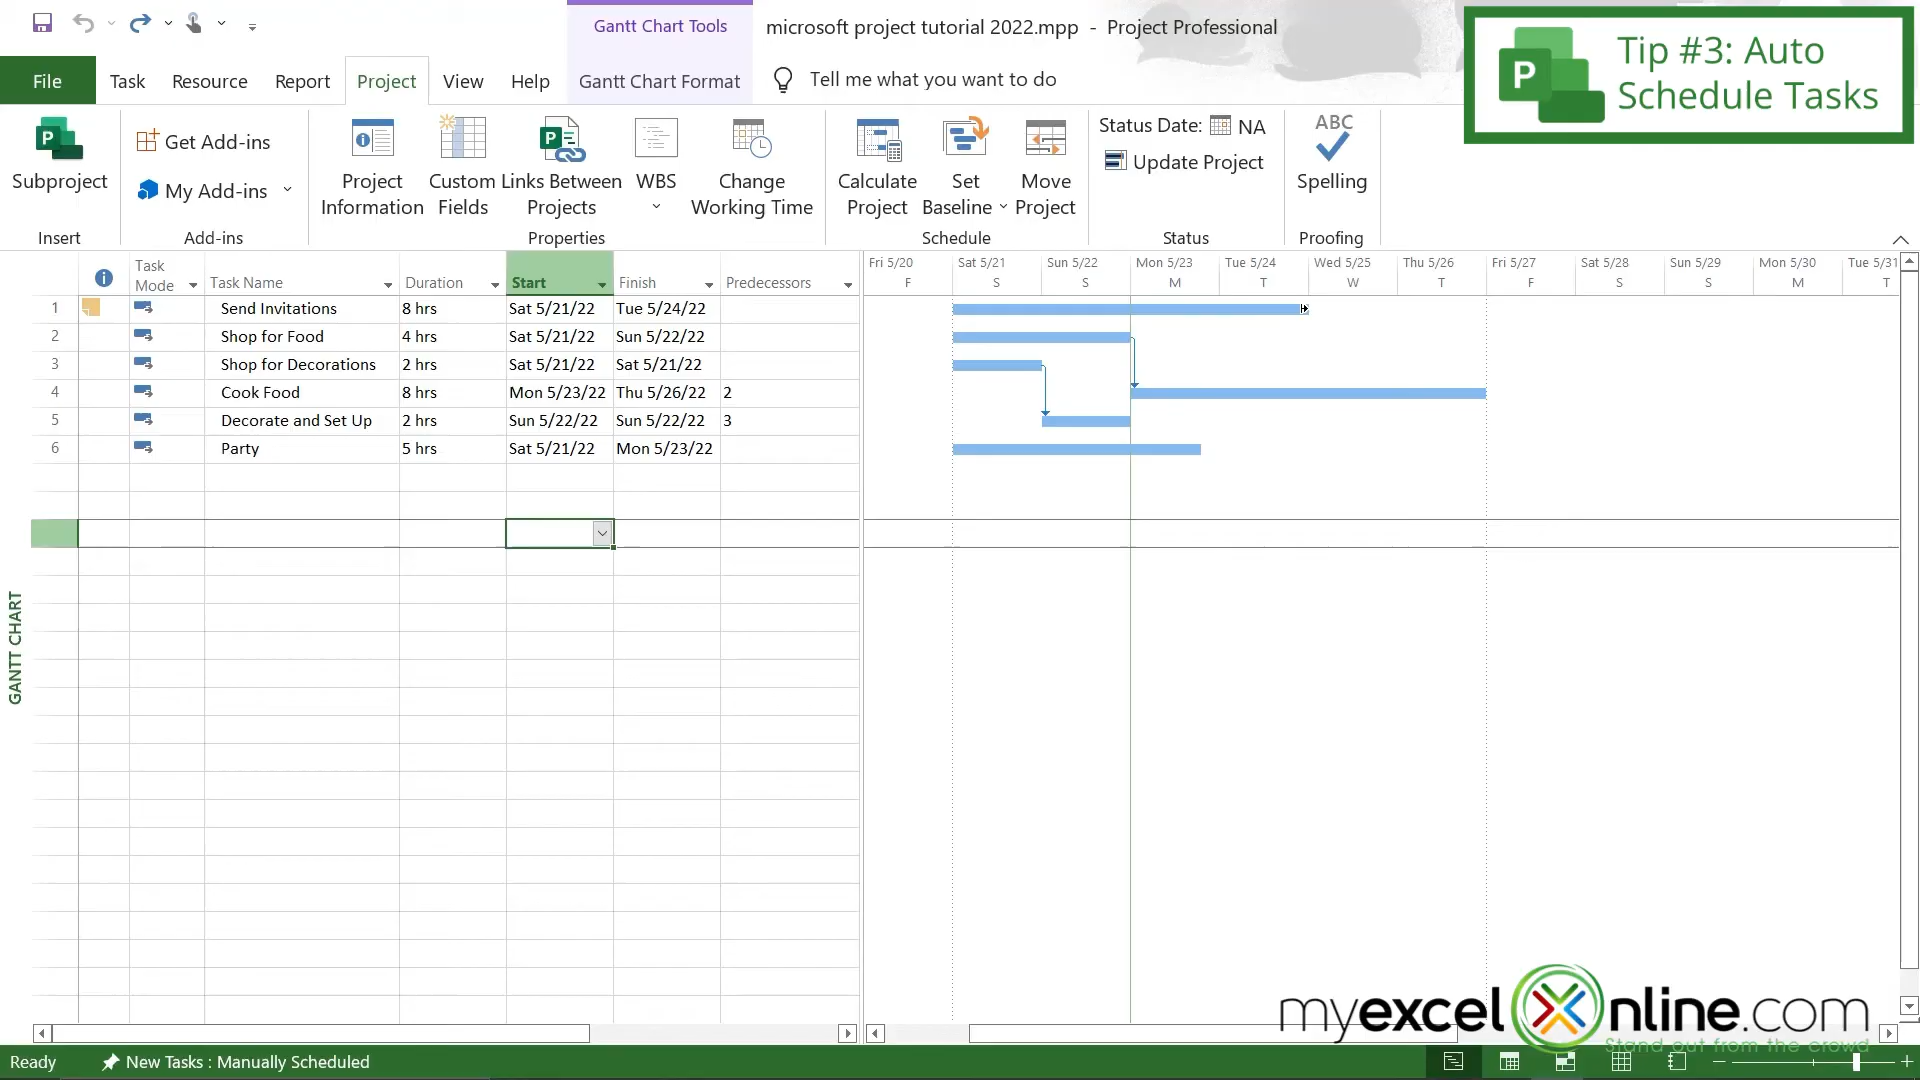 Gantt Chart Tools
microsoft project tutorial 2022.mpp - Project Professional
Tip #3: Auto
Schedule Tasks
P
File Task Resource Report Project View Help Gantt Chart Format Tell me what you want to do
Subproject
Get Add-ins
My Add-ins
Project
Information
Custom
Fields
Links Between
Projects
WBS
Change
Working Time
Calculate
Project
Set
Baseline
Move
Project
Status Date: NA
Update Project
ABC
Spelling
Insert Add-ins Properties Schedule Status Proofing
Task
Mode Task Name Duration Start Finish Predecessors
Fri 5/20 Sat 5/21 Sun 5/22 Mon 5/23 Tue 5/24 Wed 5/25 Thu 5/26 Fri 5/27 Sat 5/28 Sun 5/29 Mon 5/30 Tue 5/31
F S S M T W T F S S M T
1 Send Invitations 8 hrs Sat 5/21/22 Tue 5/24/22
2 Shop for Food 4 hrs Sat 5/21/22 Sun 5/22/22
3 Shop for Decorations 2 hrs Sat 5/21/22 Sat 5/21/22
4 Cook Food 8 hrs Mon 5/23/22 Thu 5/26/22 2
5 Decorate and Set Up 2 hrs Sun 5/22/22 Sun 5/22/22 3
6 Party 5 hrs Sat 5/21/22 Mon 5/23/22
GANTT CHART
myexcelonline.com
Stand out from the crowd
Ready New Tasks : Manually Scheduled